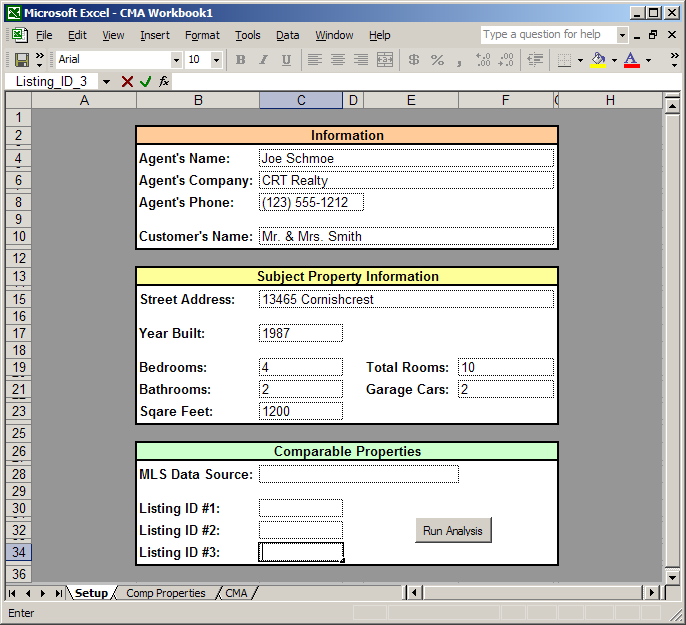 Microsoft Excel - CMA Workbook1
File Edit View Insert Format Tools Data Window Help Type a question for help
Arial 10 B I U $ % , +.0 .00 .00 +.0 A
Listing_ID_3 fx
A B C D E F G H
1
2 Information
4 Agent's Name: Joe Schmoe
6 Agent's Company: CRT Realty
8 Agent's Phone: (123) 555-1212
9
10 Customer's Name: Mr. & Mrs. Smith
12
13 Subject Property Information
15 Street Address: 13465 Cornishcrest
16
17 Year Built: 1987
18
19 Bedrooms: 4 Total Rooms: 10
21 Bathrooms: 2 Garage Cars: 2
23 Sqare Feet: 1200
25
26 Comparable Properties
28 MLS Data Source:
29
30 Listing ID #1:
32 Listing ID #2: Run Analysis
34 Listing ID #3:
36
Setup Comp Properties CMA
Enter